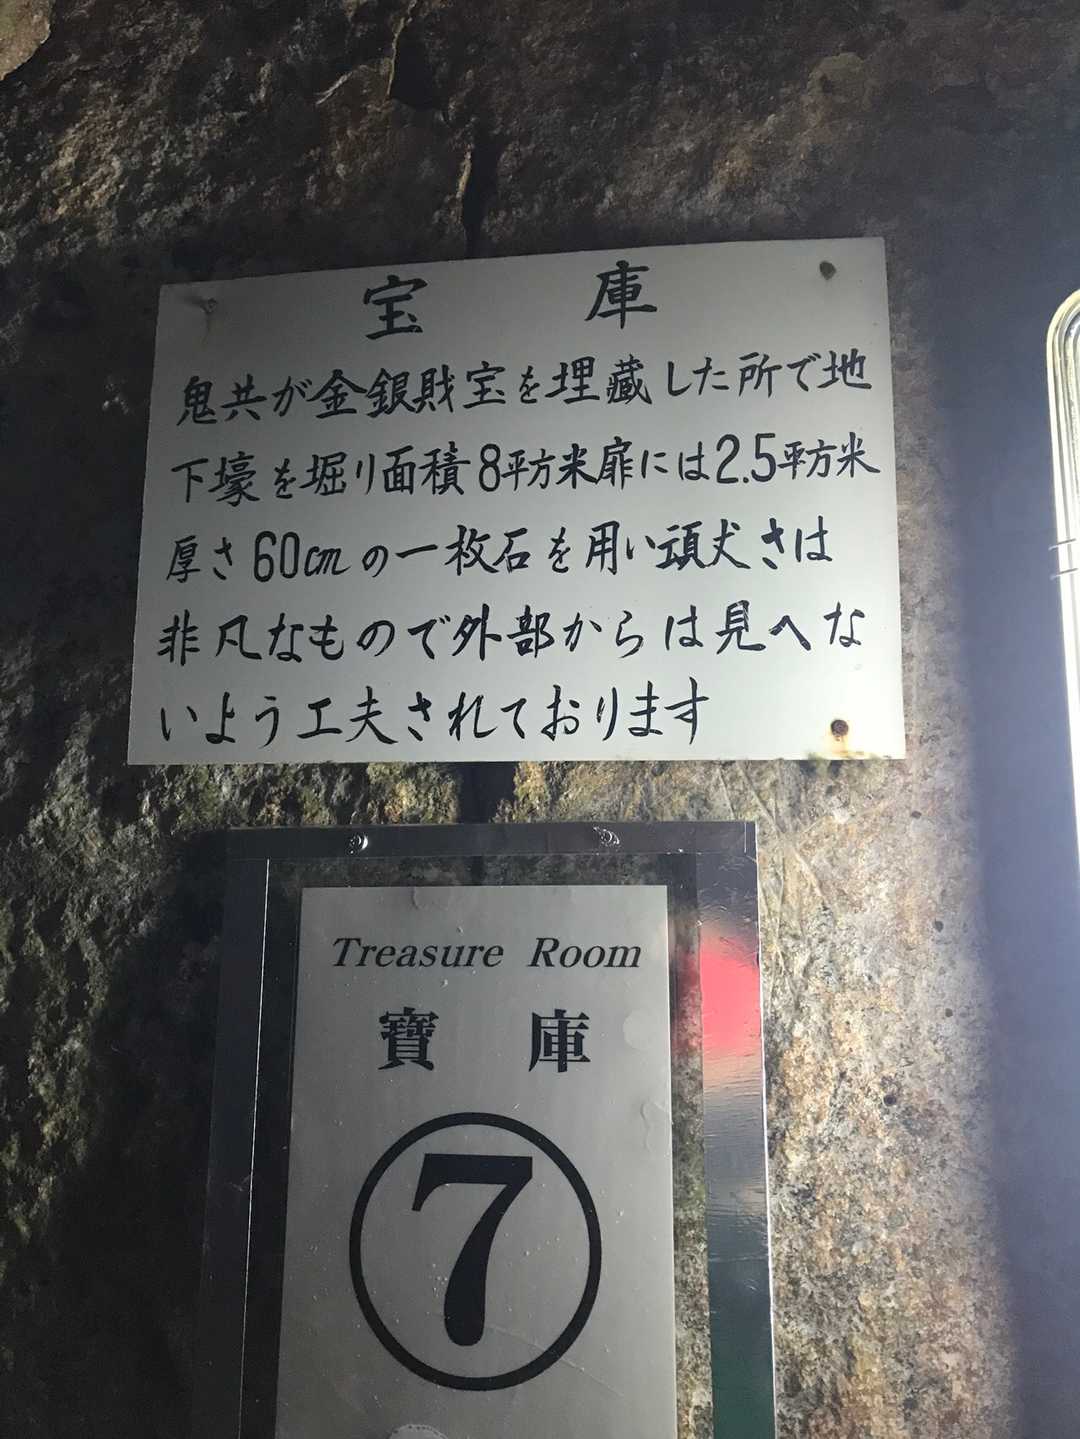 宝庫
鬼共が金銀財宝を埋蔵した所で地
下壕を堀り面積8平方米扉には2.5平方米
厚さ60㎝の一枚石を用い頑丈さは
非凡なもので外部からは見へな
いよう工夫されております
Treasure Room
寶庫
7